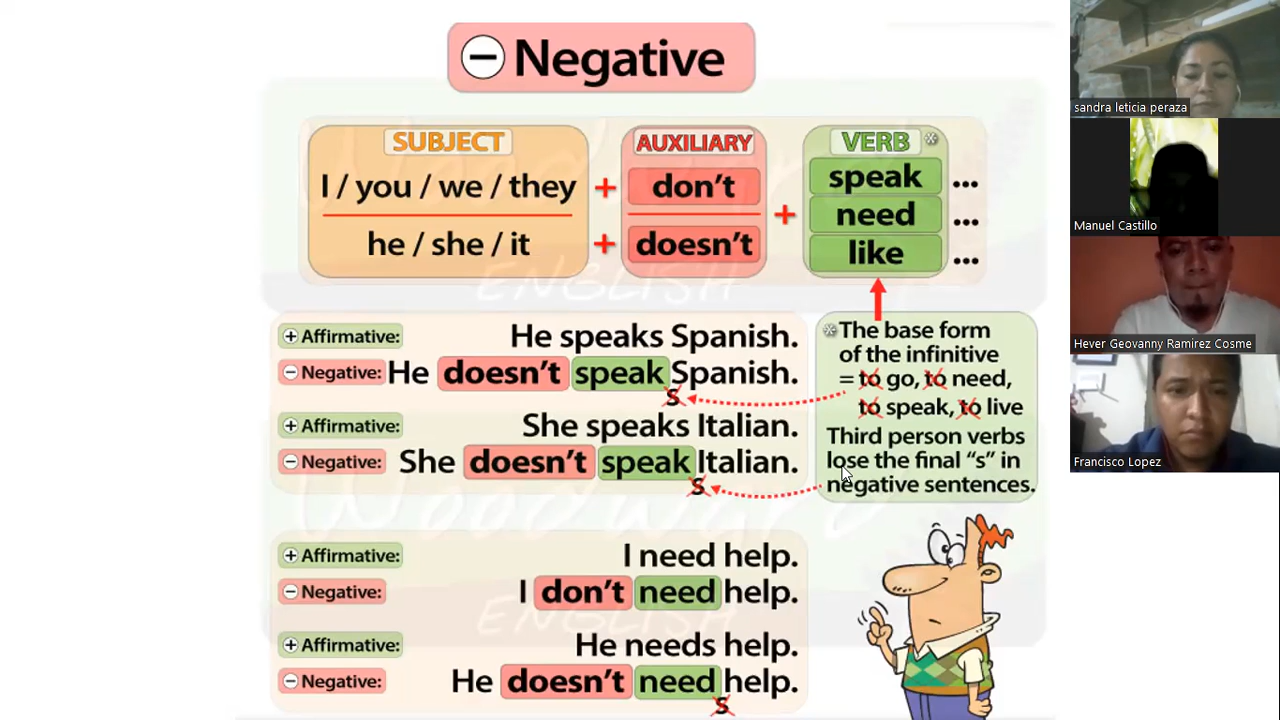 − Negative
SUBJECT AUXILIARY VERB *
I / you / we / they + don't + speak ...
need ...
he / she / it + doesn't like ...
+ Affirmative: He speaks Spanish.
− Negative: He doesn't speak Spanish.
s
+ Affirmative: She speaks Italian.
− Negative: She doesn't speak Italian.
s
* The base form
of the infinitive
= to go, to need,
to speak, to live
Third person verbs
lose the final “s” in
negative sentences.
+ Affirmative: I need help.
− Negative: I don't need help.
+ Affirmative: He needs help.
− Negative: He doesn't need help.
s
Woodward
ENGLISH
sandra leticia peraza
Manuel Castillo
Hever Geovanny Ramirez Cosme
Francisco Lopez